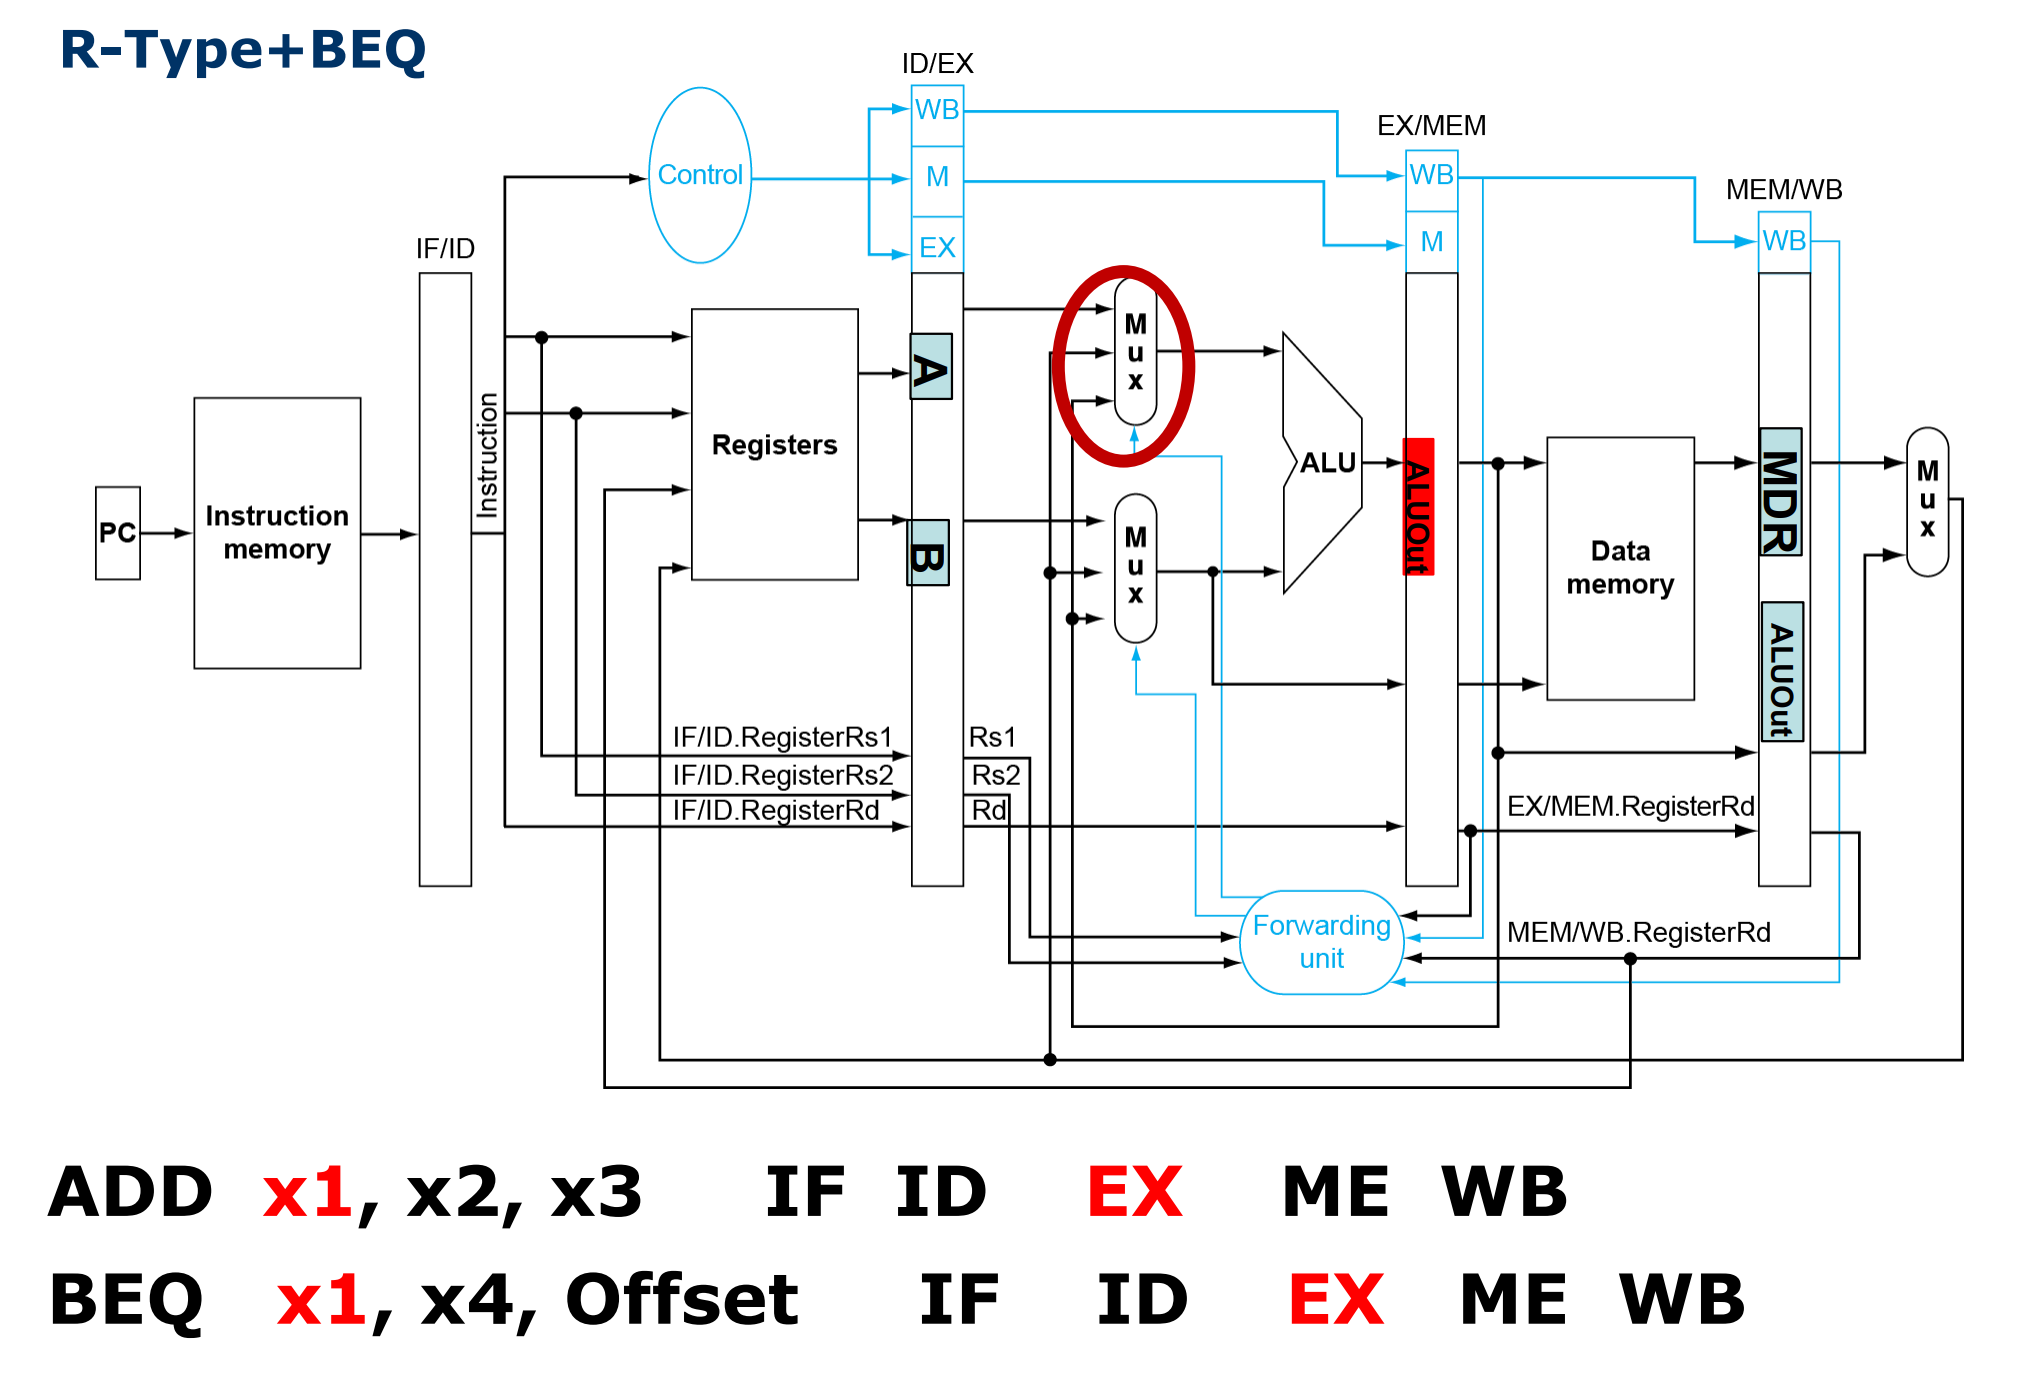 R-Type+BEQ
ID/EX
WB
EX/MEM
Control
M
WB
MEM/WB
EX
M
WB
IF/ID
Mux
A
Instruction
Registers
ALU
ALUOut
MDR
Mux
PC
Instruction
memory
B
Mux
Data
memory
ALUOut
IF/ID.RegisterRs1
Rs1
IF/ID.RegisterRs2
Rs2
IF/ID.RegisterRd
Rd
EX/MEM.RegisterRd
Forwarding
unit
MEM/WB.RegisterRd
ADD x1, x2, x3 IF ID EX ME WB
BEQ x1, x4, Offset IF ID EX ME WB